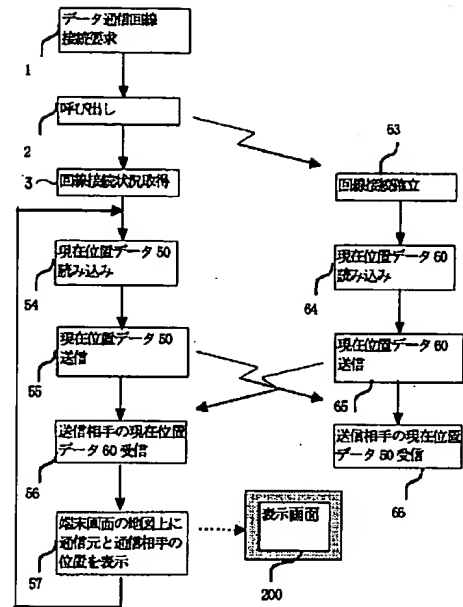 データ通信回線
接続要求
1
呼び出し
2
63
3
回線接続状況取得
回線接続確立
現在位置データ 50
読み込み
54
現在位置データ 60
読み込み
64
現在位置データ 50
送信
55
現在位置データ 60
送信
65
送信相手の現在位置
データ 60 受信
56
送信相手の現在位置
データ 50 受信
66
端末画面の地図上に
通信元と通信相手の
位置を表示
57
表示画面
200